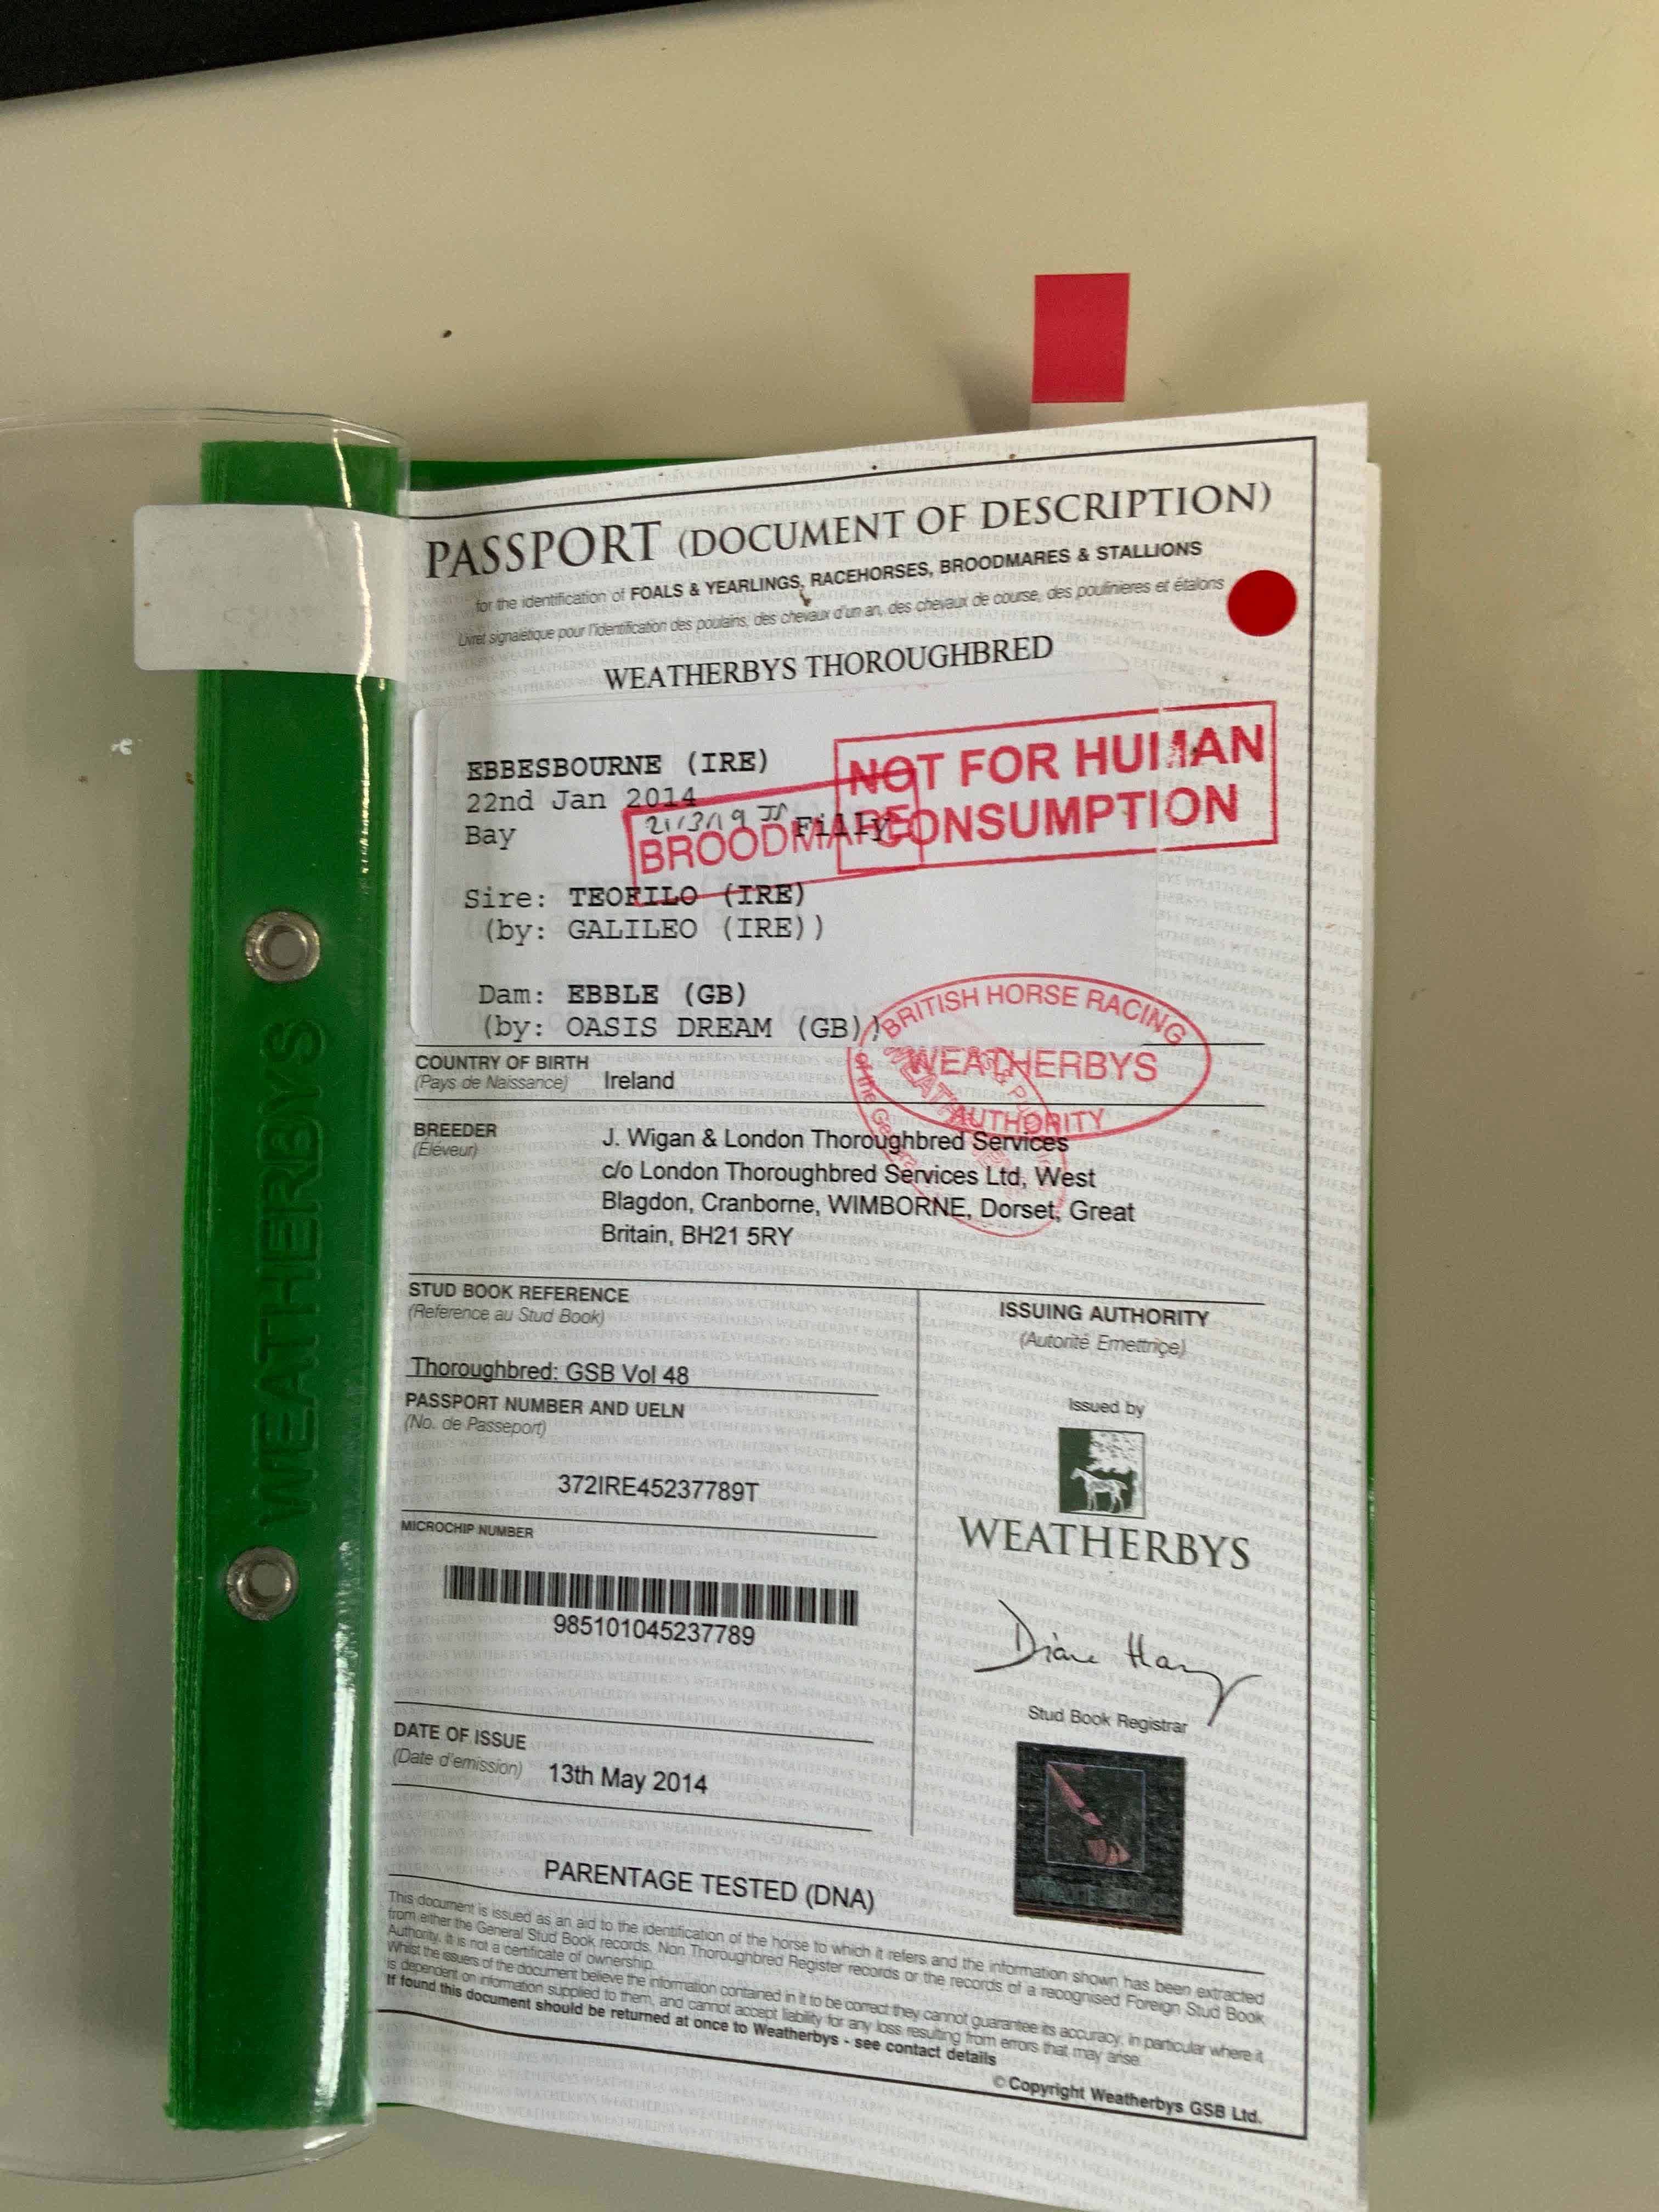 PASSPORT (DOCUMENT OF DESCRIPTION)
for the identification of FOALS & YEARLINGS, RACEHORSES, BROODMARES & STALLIONS
Livret signalétique pour l'identification des poulains, des chevaux d'un an, des chevaux de course, des poulinieres et étalons
WEATHERBYS THOROUGHBRED
EBBESBOURNE (IRE)
NOT FOR HUMAN
CONSUMPTION
22nd Jan 2014
21/3/19 JS
Bay Filly
BROODMARE
Sire: TEOFILO (IRE)
(by: GALILEO (IRE))
Dam: EBBLE (GB)
(by: OASIS DREAM (GB))
BRITISH HORSE RACING
WEATHERBYS
AUTHORITY
COUNTRY OF BIRTH
(Pays de Naissance) Ireland
BREEDER
(Éleveur)
J. Wigan & London Thoroughbred Services
c/o London Thoroughbred Services Ltd, West
Blagdon, Cranborne, WIMBORNE, Dorset, Great
Britain, BH21 5RY
STUD BOOK REFERENCE
(Reference au Stud Book)
Thoroughbred: GSB Vol 48
PASSPORT NUMBER AND UELN
(No. de Passeport)
372IRE45237789T
MICROCHIP NUMBER
985101045237789
DATE OF ISSUE
(Date d'emission) 13th May 2014
ISSUING AUTHORITY
(Autorité Emettriçe)
Issued by
WEATHERBYS
Stud Book Registrar
PARENTAGE TESTED (DNA)
This document is issued as an aid to the identification of the horse to which it refers and the information shown has been extracted
from either the General Stud Book records, Non Thoroughbred Register records or the records of a recognised Foreign Stud Book
Authority. It is not a certificate of ownership.
Whilst the issuers of the document believe the information contained in it to be correct they cannot guarantee its accuracy, in particular where it
is dependent on information supplied to them, and cannot accept liability for any loss resulting from errors that may arise.
If found this document should be returned at once to Weatherbys - see contact details
© Copyright Weatherbys GSB Ltd.
WEATHERBYS